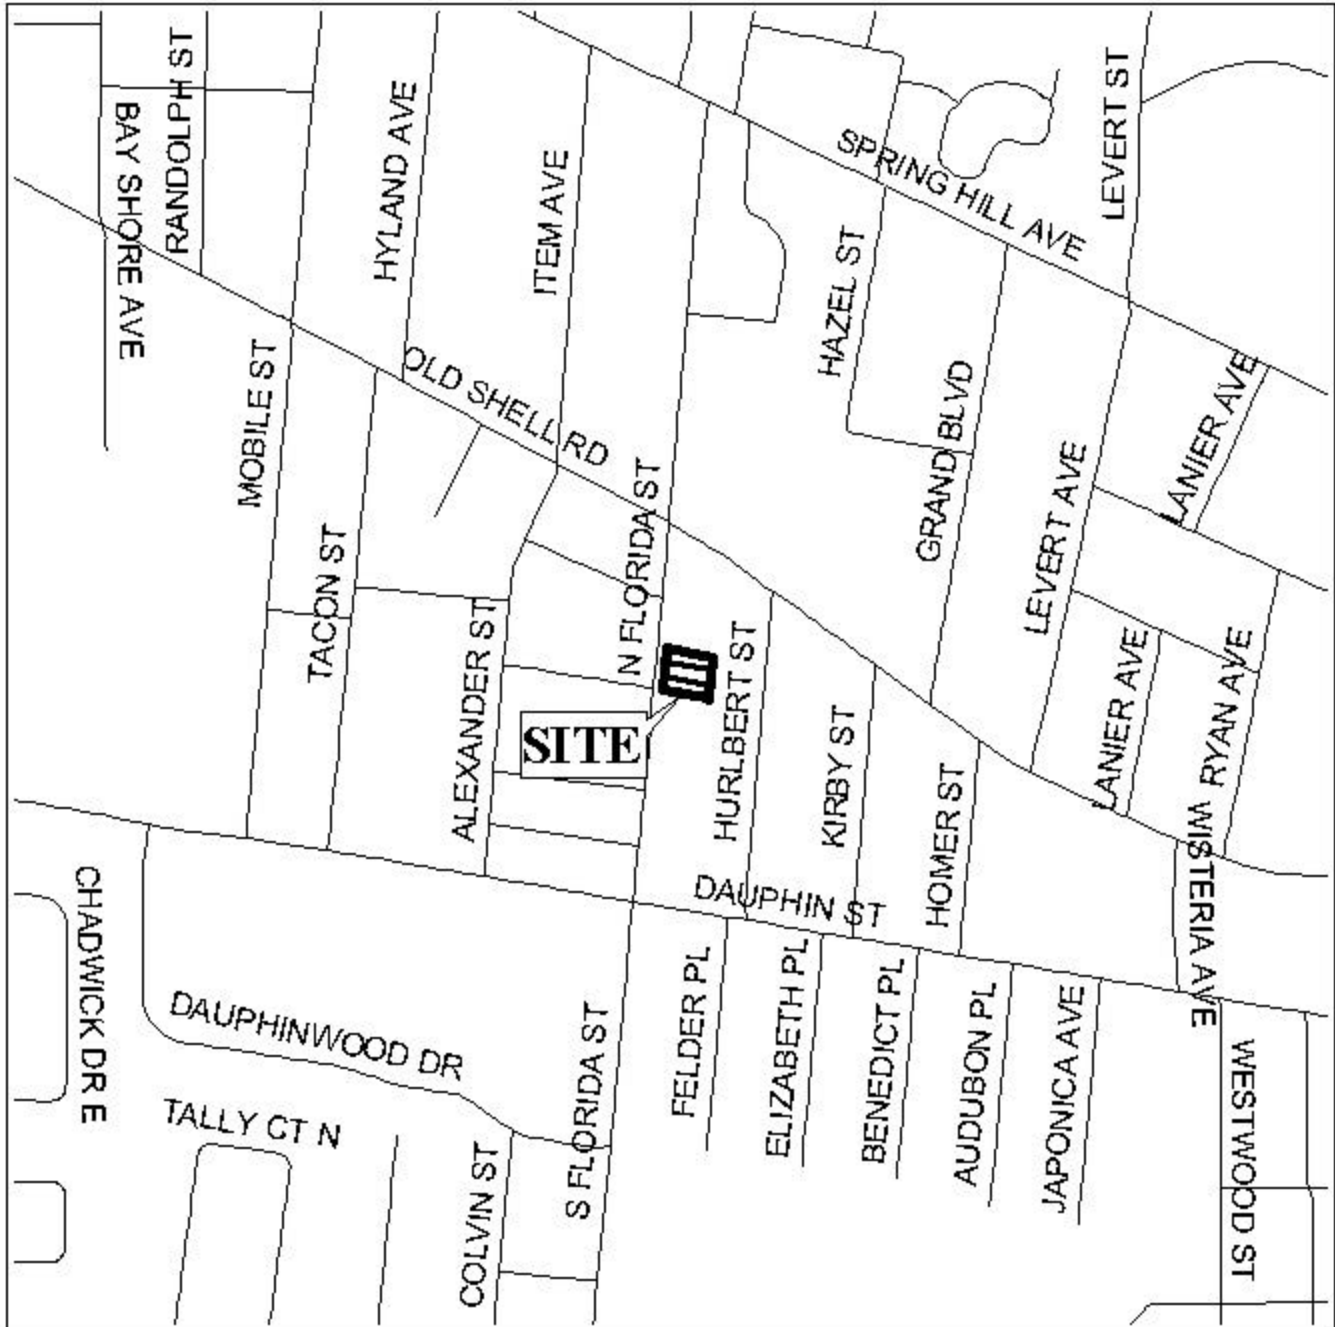 RANDOLPH ST
BAY SHORE AVE
HYLAND AVE
ITEM AVE
SPRING HILL AVE
LEVERT ST
HAZEL ST
MOBILE ST
OLD SHELL RD
GRAND BLVD
LANIER AVE
LEVERT AVE
N FLORIDA ST
TACON ST
ALEXANDER ST
HURLBERT ST
LANIER AVE
RYAN AVE
SITE
KIRBY ST
HOMER ST
WISTERIA AVE
DAUPHIN ST
CHADWICK DR E
DAUPHINWOOD DR
FELDER PL
ELIZABETH PL
BENEDICT PL
AUDUBON PL
JAPONICA AVE
S FLORIDA ST
TALLY CT N
COLVIN ST
WESTWOOD ST